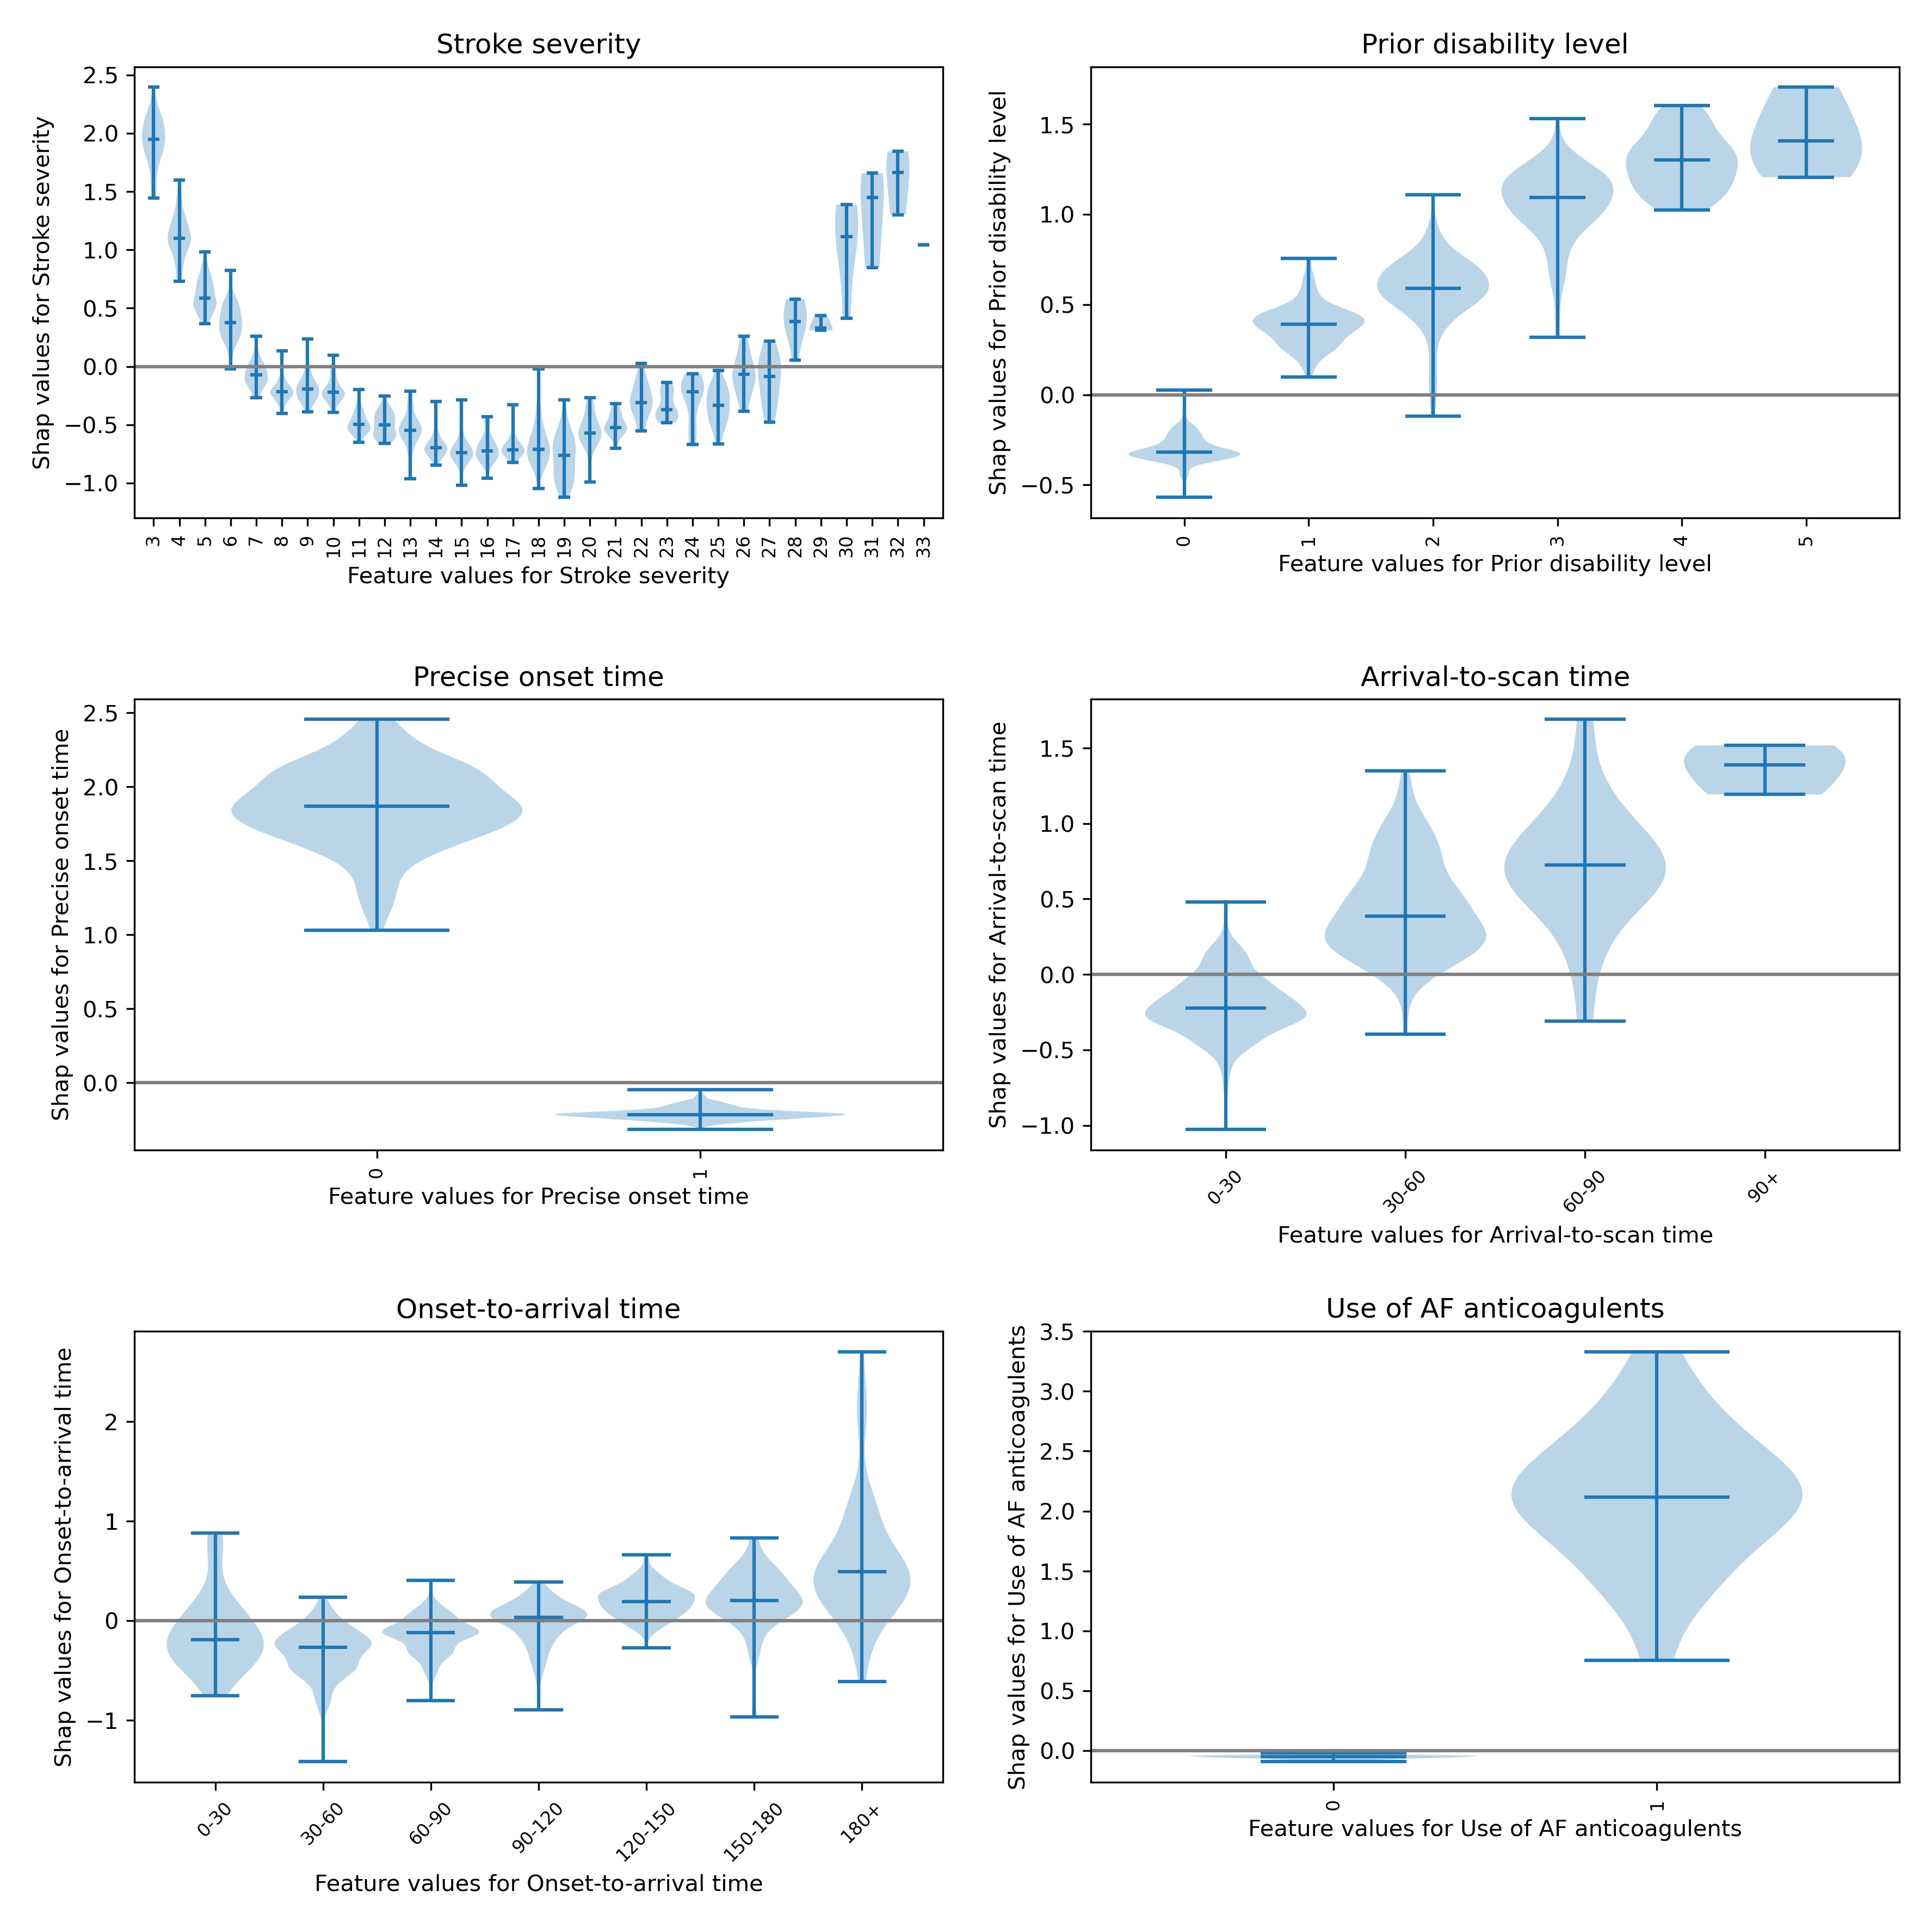 Stroke severity
Shap values for Stroke severity
2.5
2.0
1.5
1.0
0.5
0.0
−0.5
−1.0
3 4 5 6 7 8 9 10 11 12 13 14 15 16 17 18 19 20 21 22 23 24 25 26 27 28 29 30 31 32 33
Feature values for Stroke severity
Prior disability level
Shap values for Prior disability level
1.5
1.0
0.5
0.0
−0.5
0 1 2 3 4 5
Feature values for Prior disability level
Precise onset time
Shap values for Precise onset time
2.5
2.0
1.5
1.0
0.5
0.0
0 1
Feature values for Precise onset time
Arrival-to-scan time
Shap values for Arrival-to-scan time
1.5
1.0
0.5
0.0
−0.5
−1.0
0-30 30-60 60-90 90+
Feature values for Arrival-to-scan time
Onset-to-arrival time
Shap values for Onset-to-arrival time
2
1
0
−1
0-30 30-60 60-90 90-120 120-150 150-180 180+
Feature values for Onset-to-arrival time
Use of AF anticoagulents
Shap values for Use of AF anticoagulents
3.5
3.0
2.5
2.0
1.5
1.0
0.5
0.0
0 1
Feature values for Use of AF anticoagulents